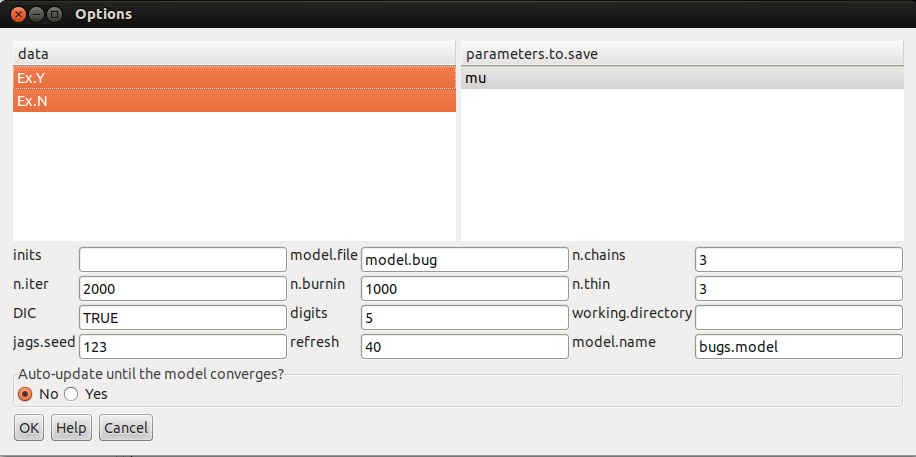 Options
data parameters.to.save
Ex.Y mu
Ex.N
inits model.file model.bug n.chains 3
n.iter 2000 n.burnin 1000 n.thin 3
DIC TRUE digits 5 working.directory
jags.seed 123 refresh 40 model.name bugs.model
Auto-update until the model converges?
No Yes
OK Help Cancel